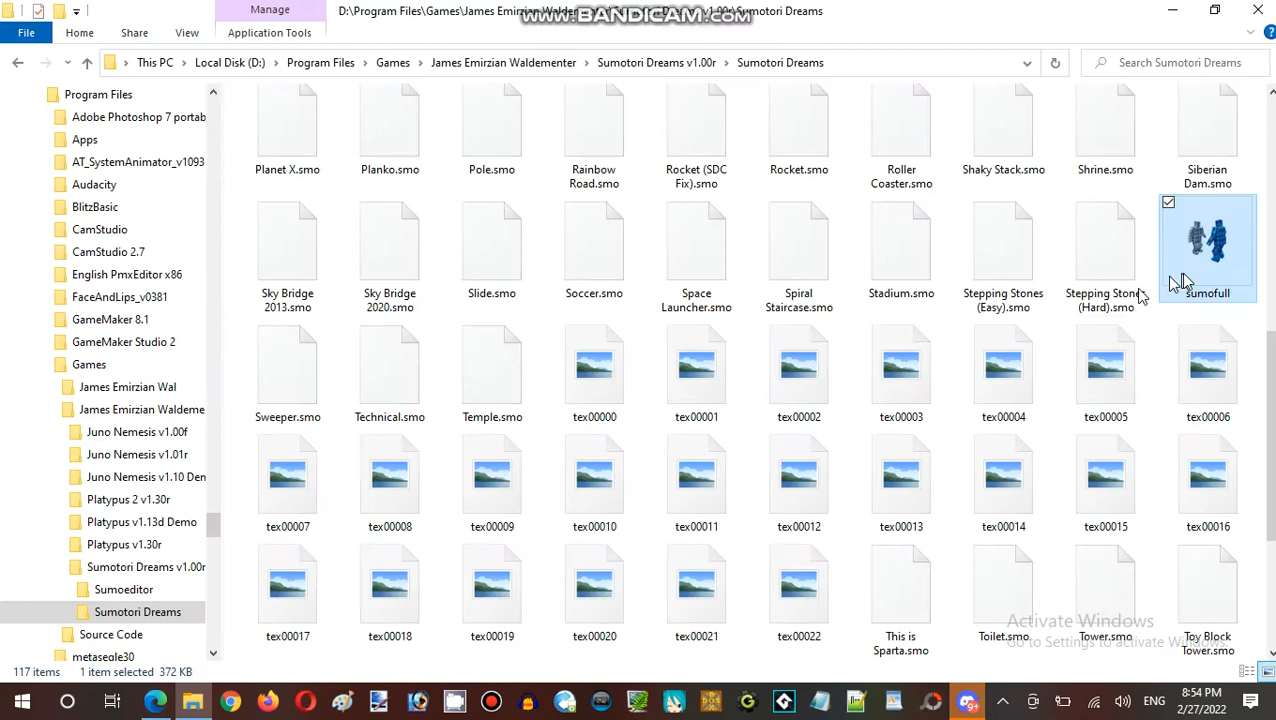 Manage
D:\Program Files\Games\James Emirzian Waldementer\Sumotori Dreams v1.00r\Sumotori Dreams
www.BANDICAM.com
File Home Share View Application Tools
This PC Local Disk (D:) Program Files Games James Emirzian Waldementer Sumotori Dreams v1.00r Sumotori Dreams
Search Sumotori Dreams
Program Files
Adobe Photoshop 7 portab
Apps
AT_SystemAnimator_v1093
Audacity
BlitzBasic
CamStudio
CamStudio 2.7
English PmxEditor x86
FaceAndLips_v0381
GameMaker 8.1
GameMaker Studio 2
Games
James Emirzian Wal
James Emirzian Waldeme
Juno Nemesis v1.00f
Juno Nemesis v1.01r
Juno Nemesis v1.10 Dem
Platypus 2 v1.30r
Platypus v1.13d Demo
Platypus v1.30r
Sumotori Dreams v1.00r
Sumoeditor
Sumotori Dreams
Source Code
metasegle30
Planet X.smo
Planko.smo
Pole.smo
Rainbow
Road.smo
Rocket (SDC
Fix).smo
Rocket.smo
Roller
Coaster.smo
Shaky Stack.smo
Shrine.smo
Siberian
Dam.smo
Sky Bridge
2013.smo
Sky Bridge
2020.smo
Slide.smo
Soccer.smo
Space
Launcher.smo
Spiral
Staircase.smo
Stadium.smo
Stepping Stones
(Easy).smo
Stepping Stones
(Hard).smo
sumofull
Sweeper.smo
Technical.smo
Temple.smo
tex00000
tex00001
tex00002
tex00003
tex00004
tex00005
tex00006
tex00007
tex00008
tex00009
tex00010
tex00011
tex00012
tex00013
tex00014
tex00015
tex00016
tex00017
tex00018
tex00019
tex00020
tex00021
tex00022
This is
Sparta.smo
Toilet.smo
Tower.smo
Toy Block
Tower.smo
Activate Windows
Go to Settings to activate Windows.
117 items 1 item selected 372 KB
9+
ENG
8:54 PM
2/27/2022